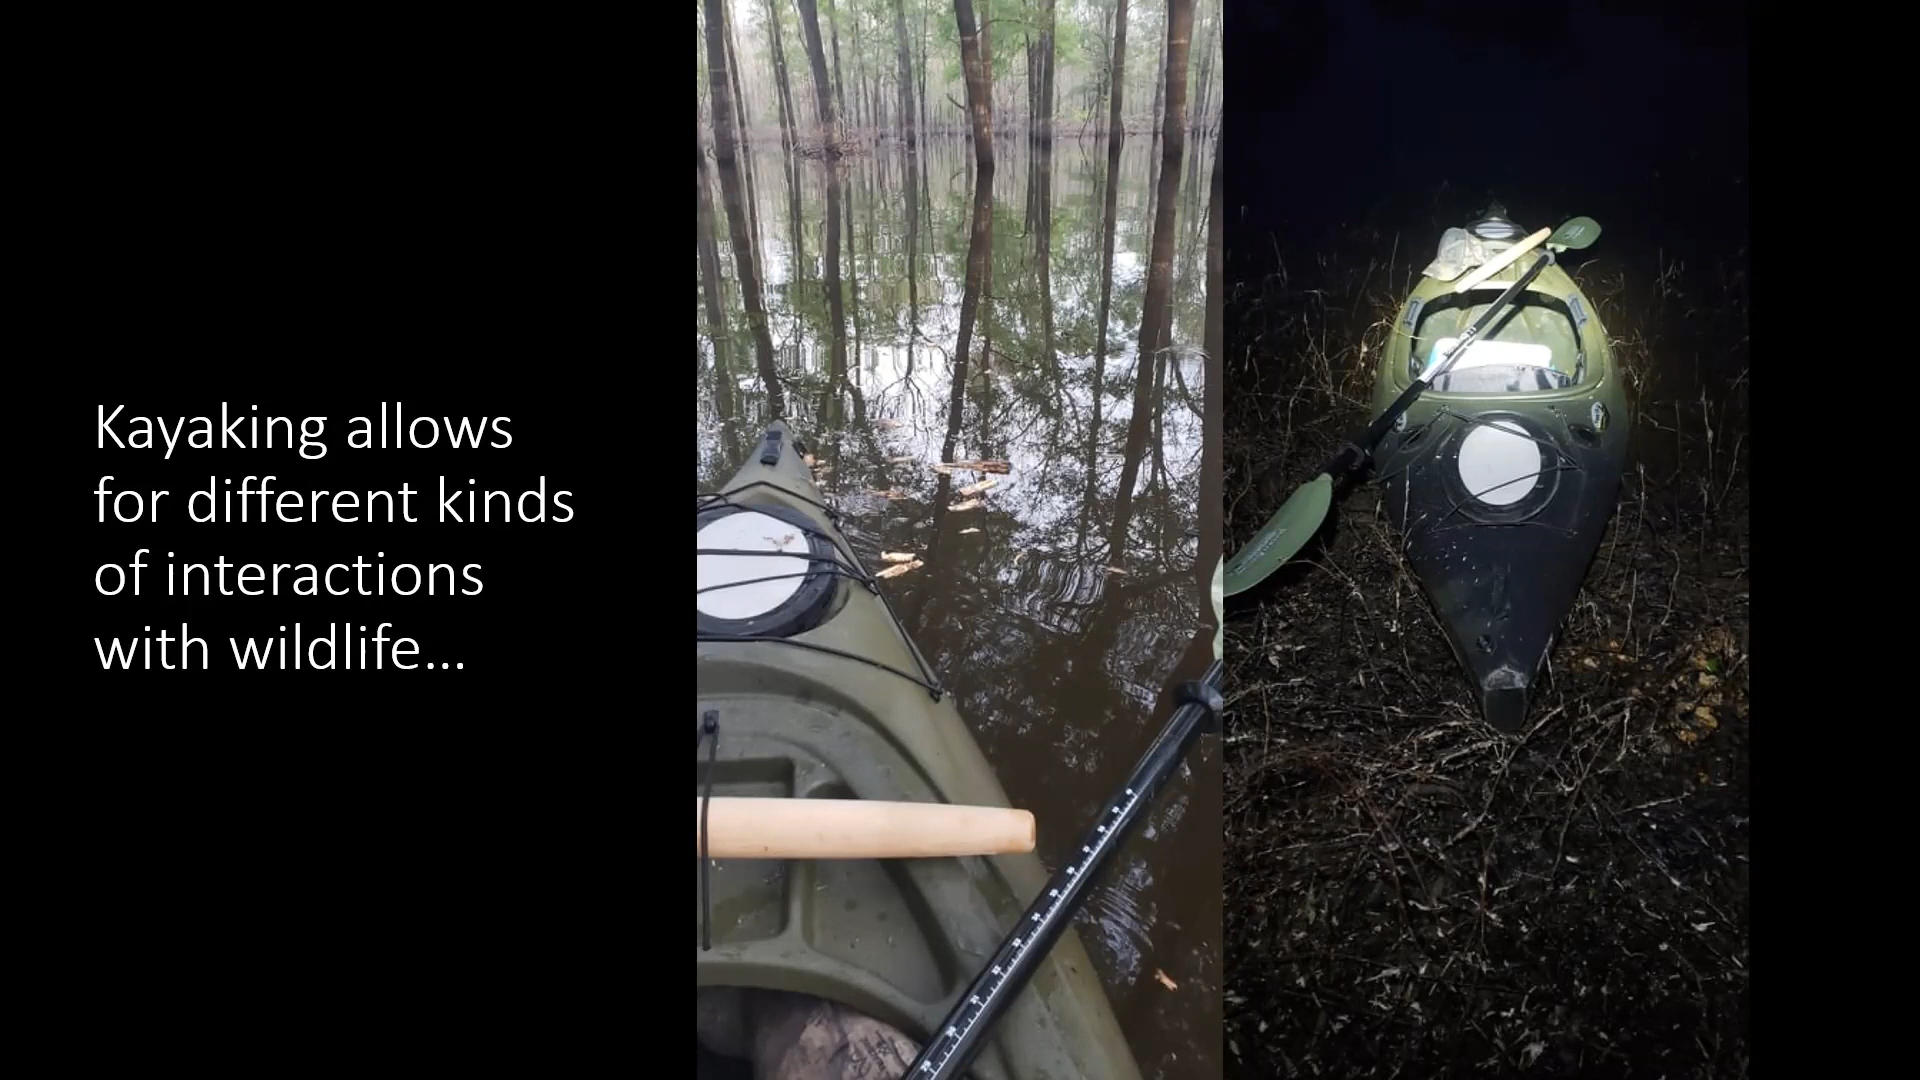 Kayaking allows
for different kinds
of interactions
with wildlife...